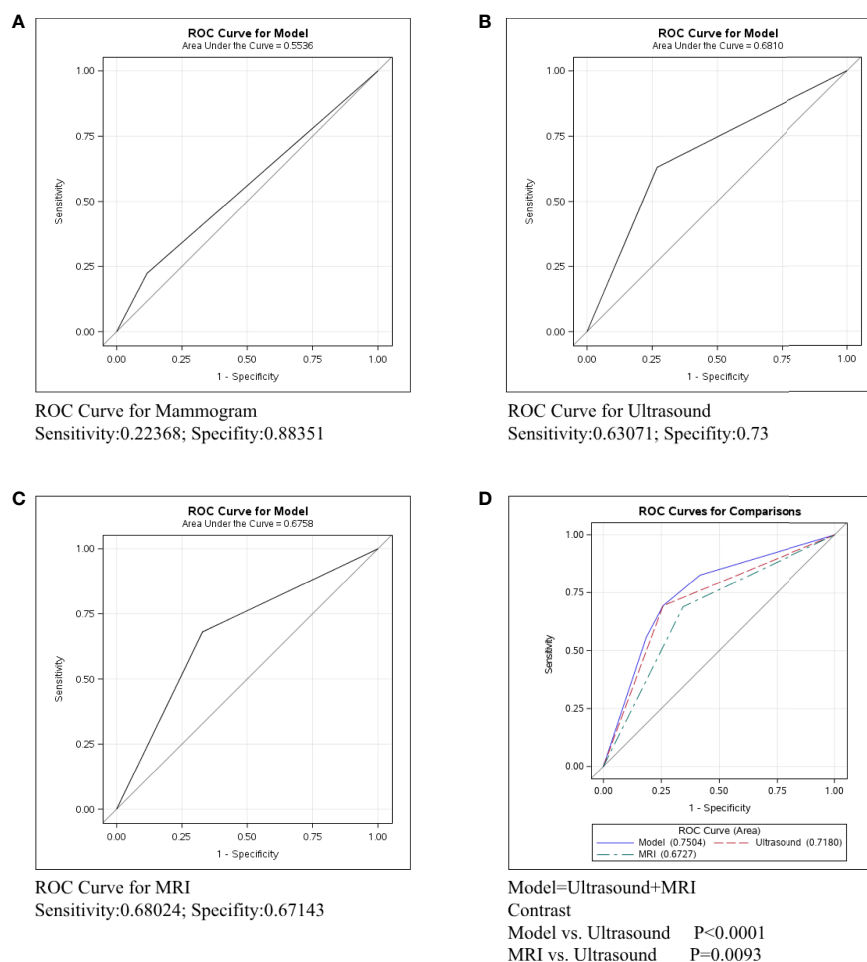 A
ROC Curve for Model
Area Under the Curve = 0.5536
1.00
0.75
0.50
0.25
0.00
Sensitivity
0.00 0.25 0.50 0.75 1.00
1 - Specificity
ROC Curve for Mammogram
Sensitivity:0.22368; Specifity:0.88351
B
ROC Curve for Model
Area Under the Curve = 0.6810
1.00
0.75
0.50
0.25
0.00
Sensitivity
0.00 0.25 0.50 0.75 1.00
1 - Specificity
ROC Curve for Ultrasound
Sensitivity:0.63071; Specifity:0.73
C
ROC Curve for Model
Area Under the Curve = 0.6758
1.00
0.75
0.50
0.25
0.00
Sensitivity
0.00 0.25 0.50 0.75 1.00
1 - Specificity
ROC Curve for MRI
Sensitivity:0.68024; Specifity:0.67143
D
ROC Curves for Comparisons
1.00
0.75
0.50
0.25
0.00
Sensitivity
0.00 0.25 0.50 0.75 1.00
1 - Specificity
ROC Curve (Area)
Model (0.7504) Ultrasound (0.7180)
MRI (0.6727)
Model=Ultrasound+MRI
Contrast
Model vs. Ultrasound P<0.0001
MRI vs. Ultrasound P=0.0093